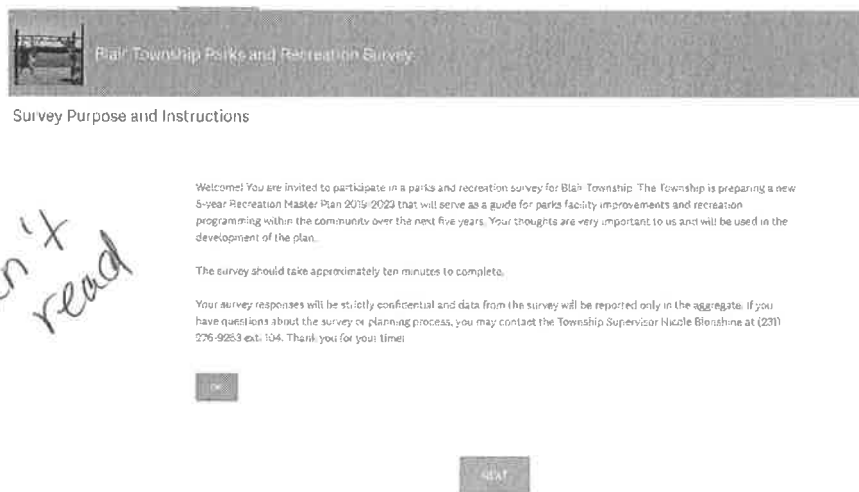 Blair Township Parks and Recreation Survey
Survey Purpose and Instructions
n't
read
Welcome! You are invited to participate in a parks and recreation survey for Blair Township. The Township is preparing a new
5-year Recreation Master Plan 2019-2023 that will serve as a guide for parks facility improvements and recreation
programming within the community over the next five years. Your thoughts are very important to us and will be used in the
development of the plan.
The survey should take approximately ten minutes to complete.
Your survey responses will be strictly confidential and data from the survey will be reported only in the aggregate. If you
have questions about the survey or planning process, you may contact the Township Supervisor Nicole Blonshine at (231)
276-9263 ext. 104. Thank you for your time!
OK
NEXT